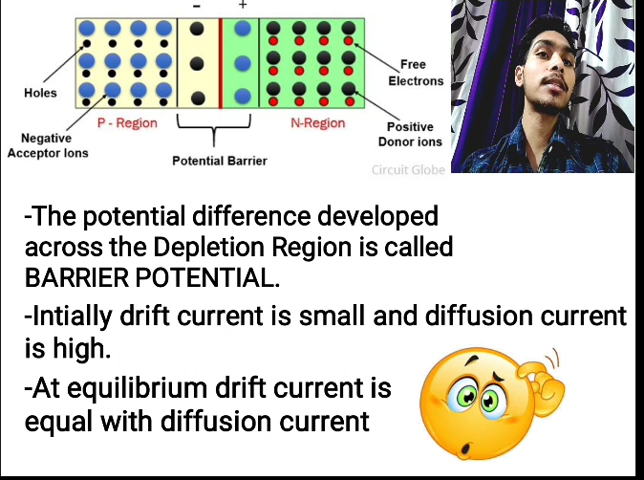 - +
Holes
Free
Electrons
Negative
Acceptor Ions
P - Region
N-Region
Positive
Donor ions
Potential Barrier
Circuit Globe
-The potential difference developed
across the Depletion Region is called
BARRIER POTENTIAL.
-Intially drift current is small and diffusion current
is high.
-At equilibrium drift current is
equal with diffusion current